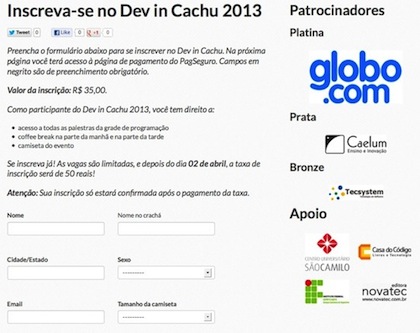 Inscreva-se no Dev in Cachu 2013
Tweet 0 Like 0 +1 0
Preencha o formulário abaixo para se inscrever no Dev in Cachu. Na próxima
página você terá acesso à página de pagamento do PagSeguro. Campos em
negrito são de preenchimento obrigatório.
Valor da inscrição: R$ 35,00.
Como participante do Dev in Cachu 2013, você tem direito a:
acesso a todas as palestras da grade de programação
coffee break na parte da manhã e na parte da tarde
camiseta do evento
Se inscreva já! As vagas são limitadas, e depois do dia 02 de abril, a taxa de
inscrição será de 50 reais!
Atenção: Sua inscrição só estará confirmada após o pagamento da taxa.
Nome
Nome no crachá
Cidade/Estado
Sexo
---------
Email
Tamanho da camiseta
---------
Patrocinadores
Platina
globo
.com
Prata
Caelum
Ensino e Inovação
Bronze
Tecsystem
Apoio
CENTRO UNIVERSITÁRIO
SÃOCAMILO
Casa do Código
Livros e Tecnologia
INSTITUTO FEDERAL
editora
novatec